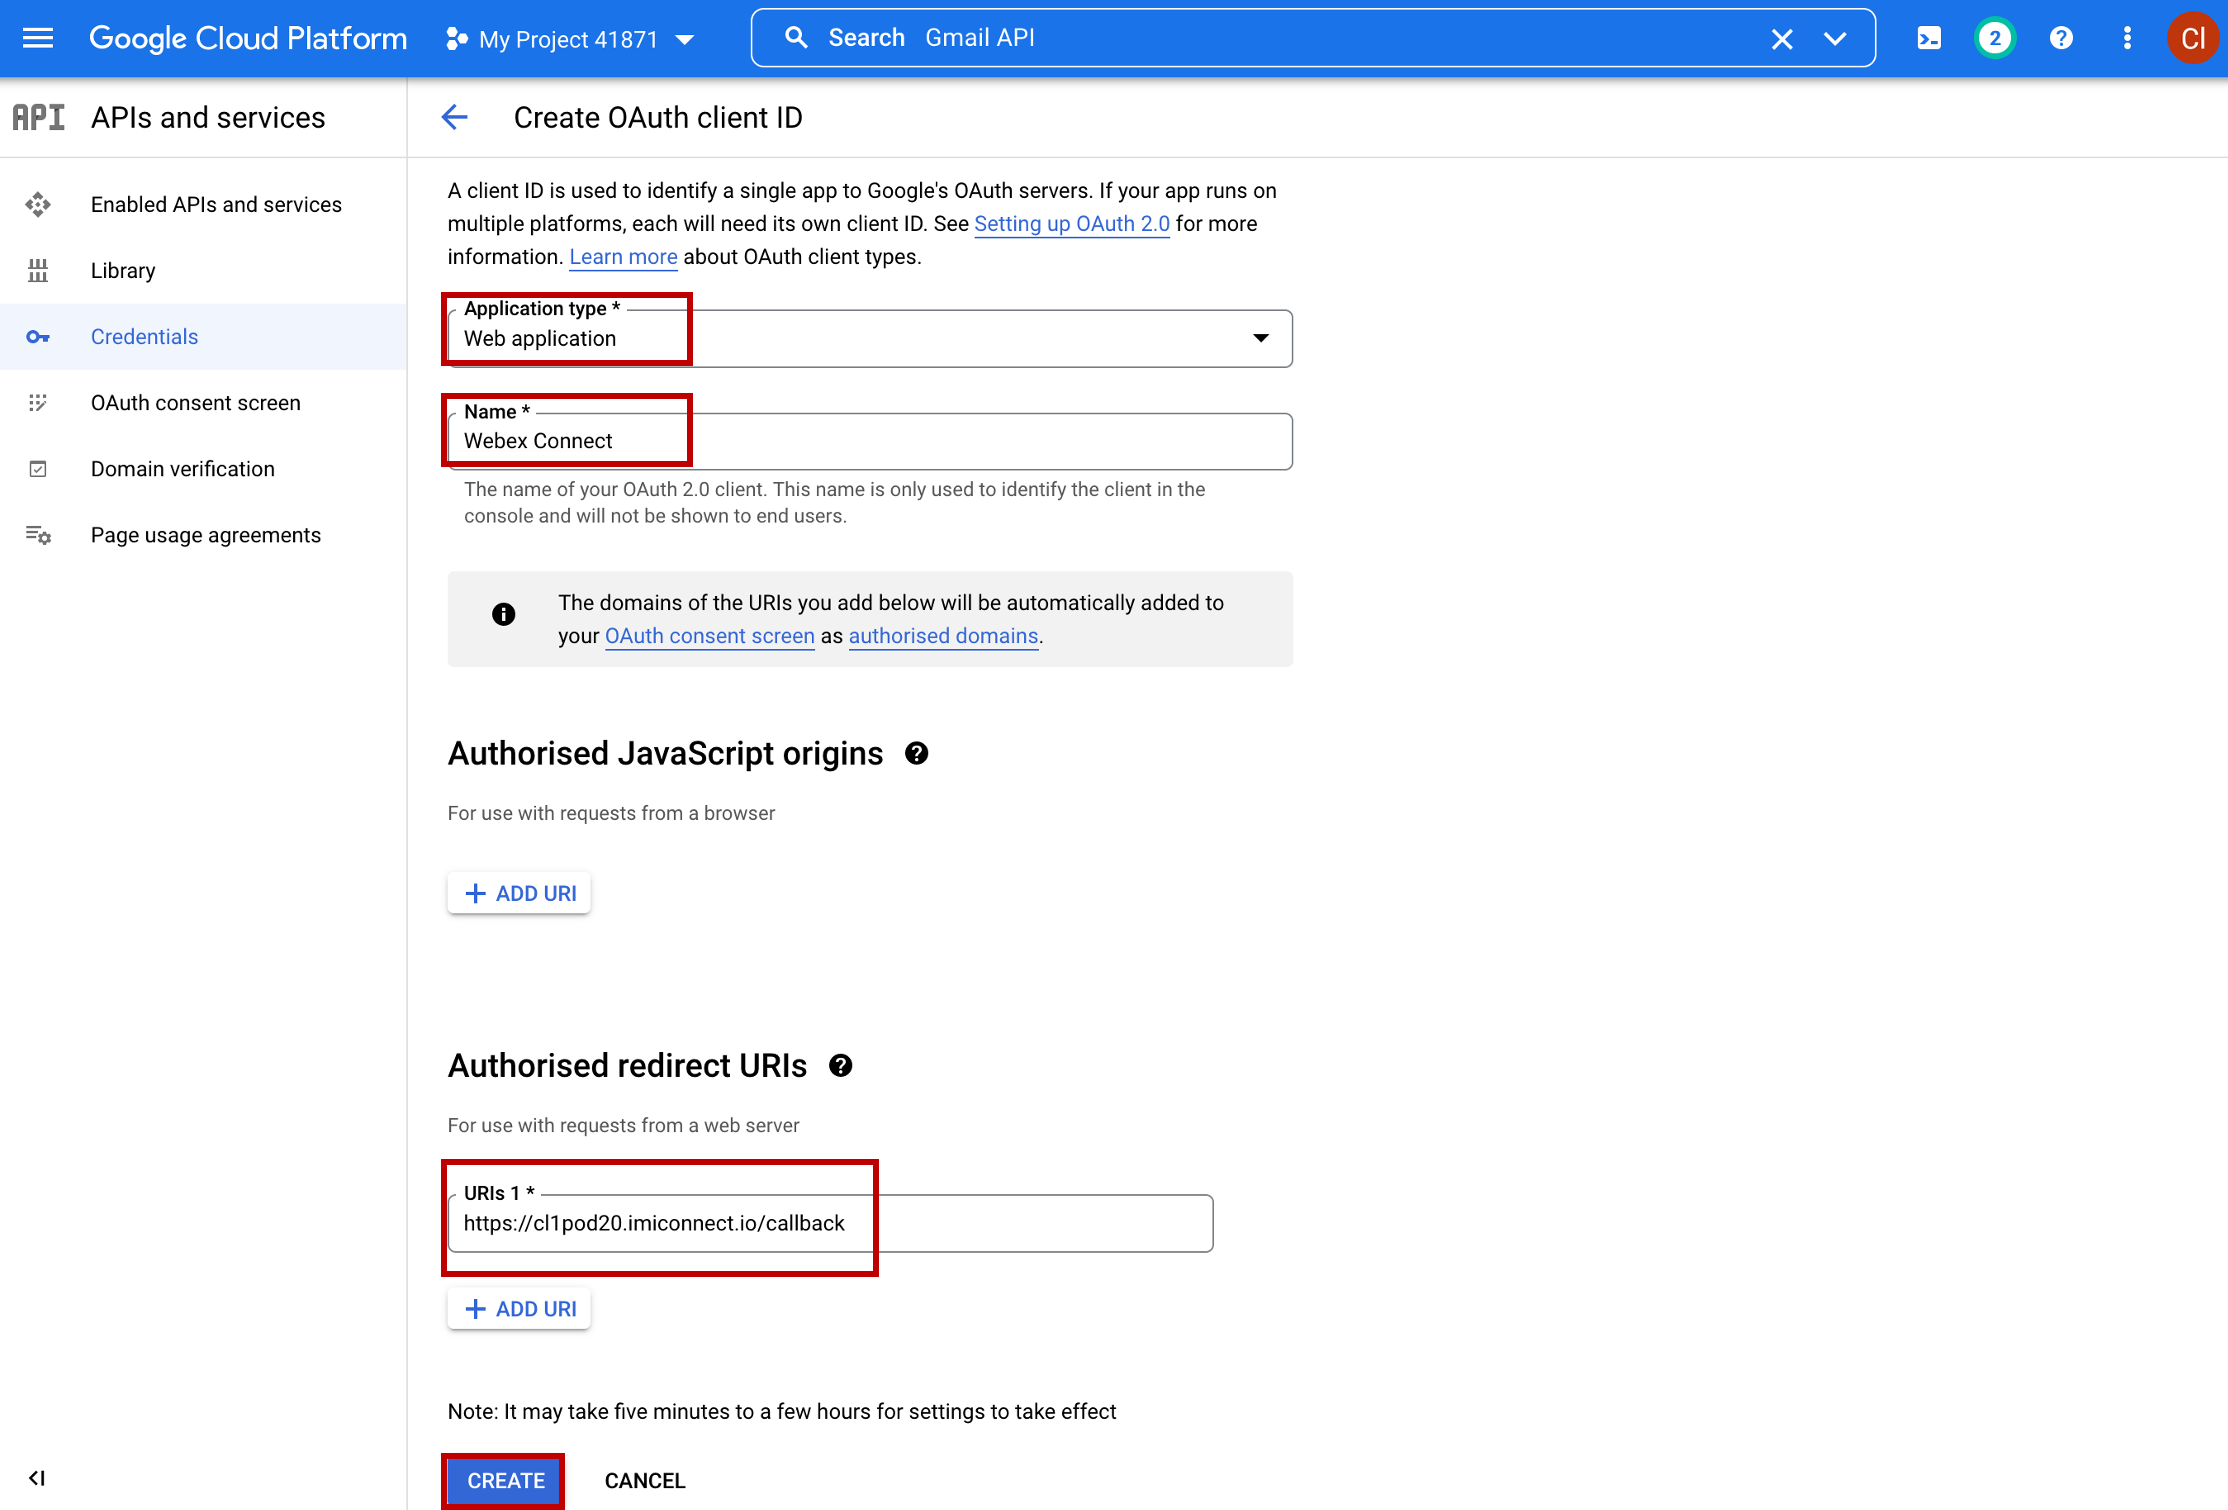 Google Cloud Platform
My Project 41871
Search Gmail API
2
Cl
API APIs and services
Create OAuth client ID
Enabled APIs and services
Library
Credentials
OAuth consent screen
Domain verification
Page usage agreements
A client ID is used to identify a single app to Google's OAuth servers. If your app runs on
multiple platforms, each will need its own client ID. See Setting up OAuth 2.0 for more
information. Learn more about OAuth client types.
Application type *
Web application
Name *
Webex Connect
The name of your OAuth 2.0 client. This name is only used to identify the client in the
console and will not be shown to end users.
The domains of the URIs you add below will be automatically added to
your OAuth consent screen as authorised domains.
Authorised JavaScript origins
For use with requests from a browser
+ ADD URI
Authorised redirect URIs
For use with requests from a web server
URIs 1 *
https://cl1pod20.imiconnect.io/callback
+ ADD URI
Note: It may take five minutes to a few hours for settings to take effect
CREATE
CANCEL